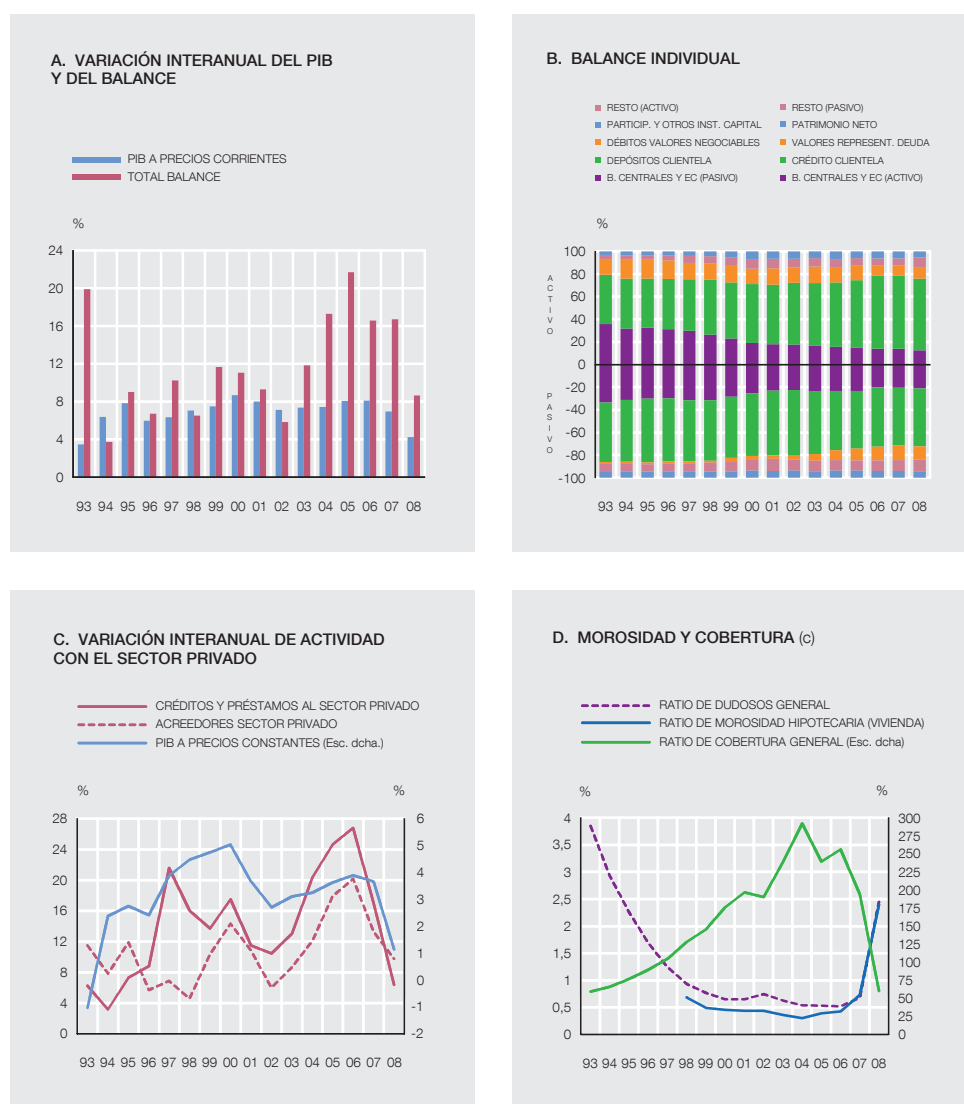 A. VARIACIÓN INTERANUAL DEL PIB
Y DEL BALANCE
PIB A PRECIOS CORRIENTES
TOTAL BALANCE
%
24
20
16
12
8
4
0
93 94 95 96 97 98 99 00 01 02 03 04 05 06 07 08
B. BALANCE INDIVIDUAL
RESTO (ACTIVO)
PARTICIP. Y OTROS INST. CAPITAL
DÉBITOS VALORES NEGOCIABLES
DEPÓSITOS CLIENTELA
B. CENTRALES Y EC (PASIVO)
RESTO (PASIVO)
PATRIMONIO NETO
VALORES REPRESENT. DEUDA
CRÉDITO CLIENTELA
B. CENTRALES Y EC (ACTIVO)
%
ACTIVO
PASIVO
100
80
60
40
20
0
-20
-40
-60
-80
-100
93 94 95 96 97 98 99 00 01 02 03 04 05 06 07 08
C. VARIACIÓN INTERANUAL DE ACTIVIDAD
CON EL SECTOR PRIVADO
CRÉDITOS Y PRÉSTAMOS AL SECTOR PRIVADO
ACREEDORES SECTOR PRIVADO
PIB A PRECIOS CONSTANTES (Esc. dcha.)
% %
28
24
20
16
12
8
4
0
6
5
4
3
2
1
0
-1
-2
93 94 95 96 97 98 99 00 01 02 03 04 05 06 07 08
D. MOROSIDAD Y COBERTURA (c)
RATIO DE DUDOSOS GENERAL
RATIO DE MOROSIDAD HIPOTECARIA (VIVIENDA)
RATIO DE COBERTURA GENERAL (Esc. dcha)
% %
4
3,5
3
2,5
2
1,5
1
0,5
0
300
275
250
225
200
175
150
125
100
75
50
25
0
93 94 95 96 97 98 99 00 01 02 03 04 05 06 07 08